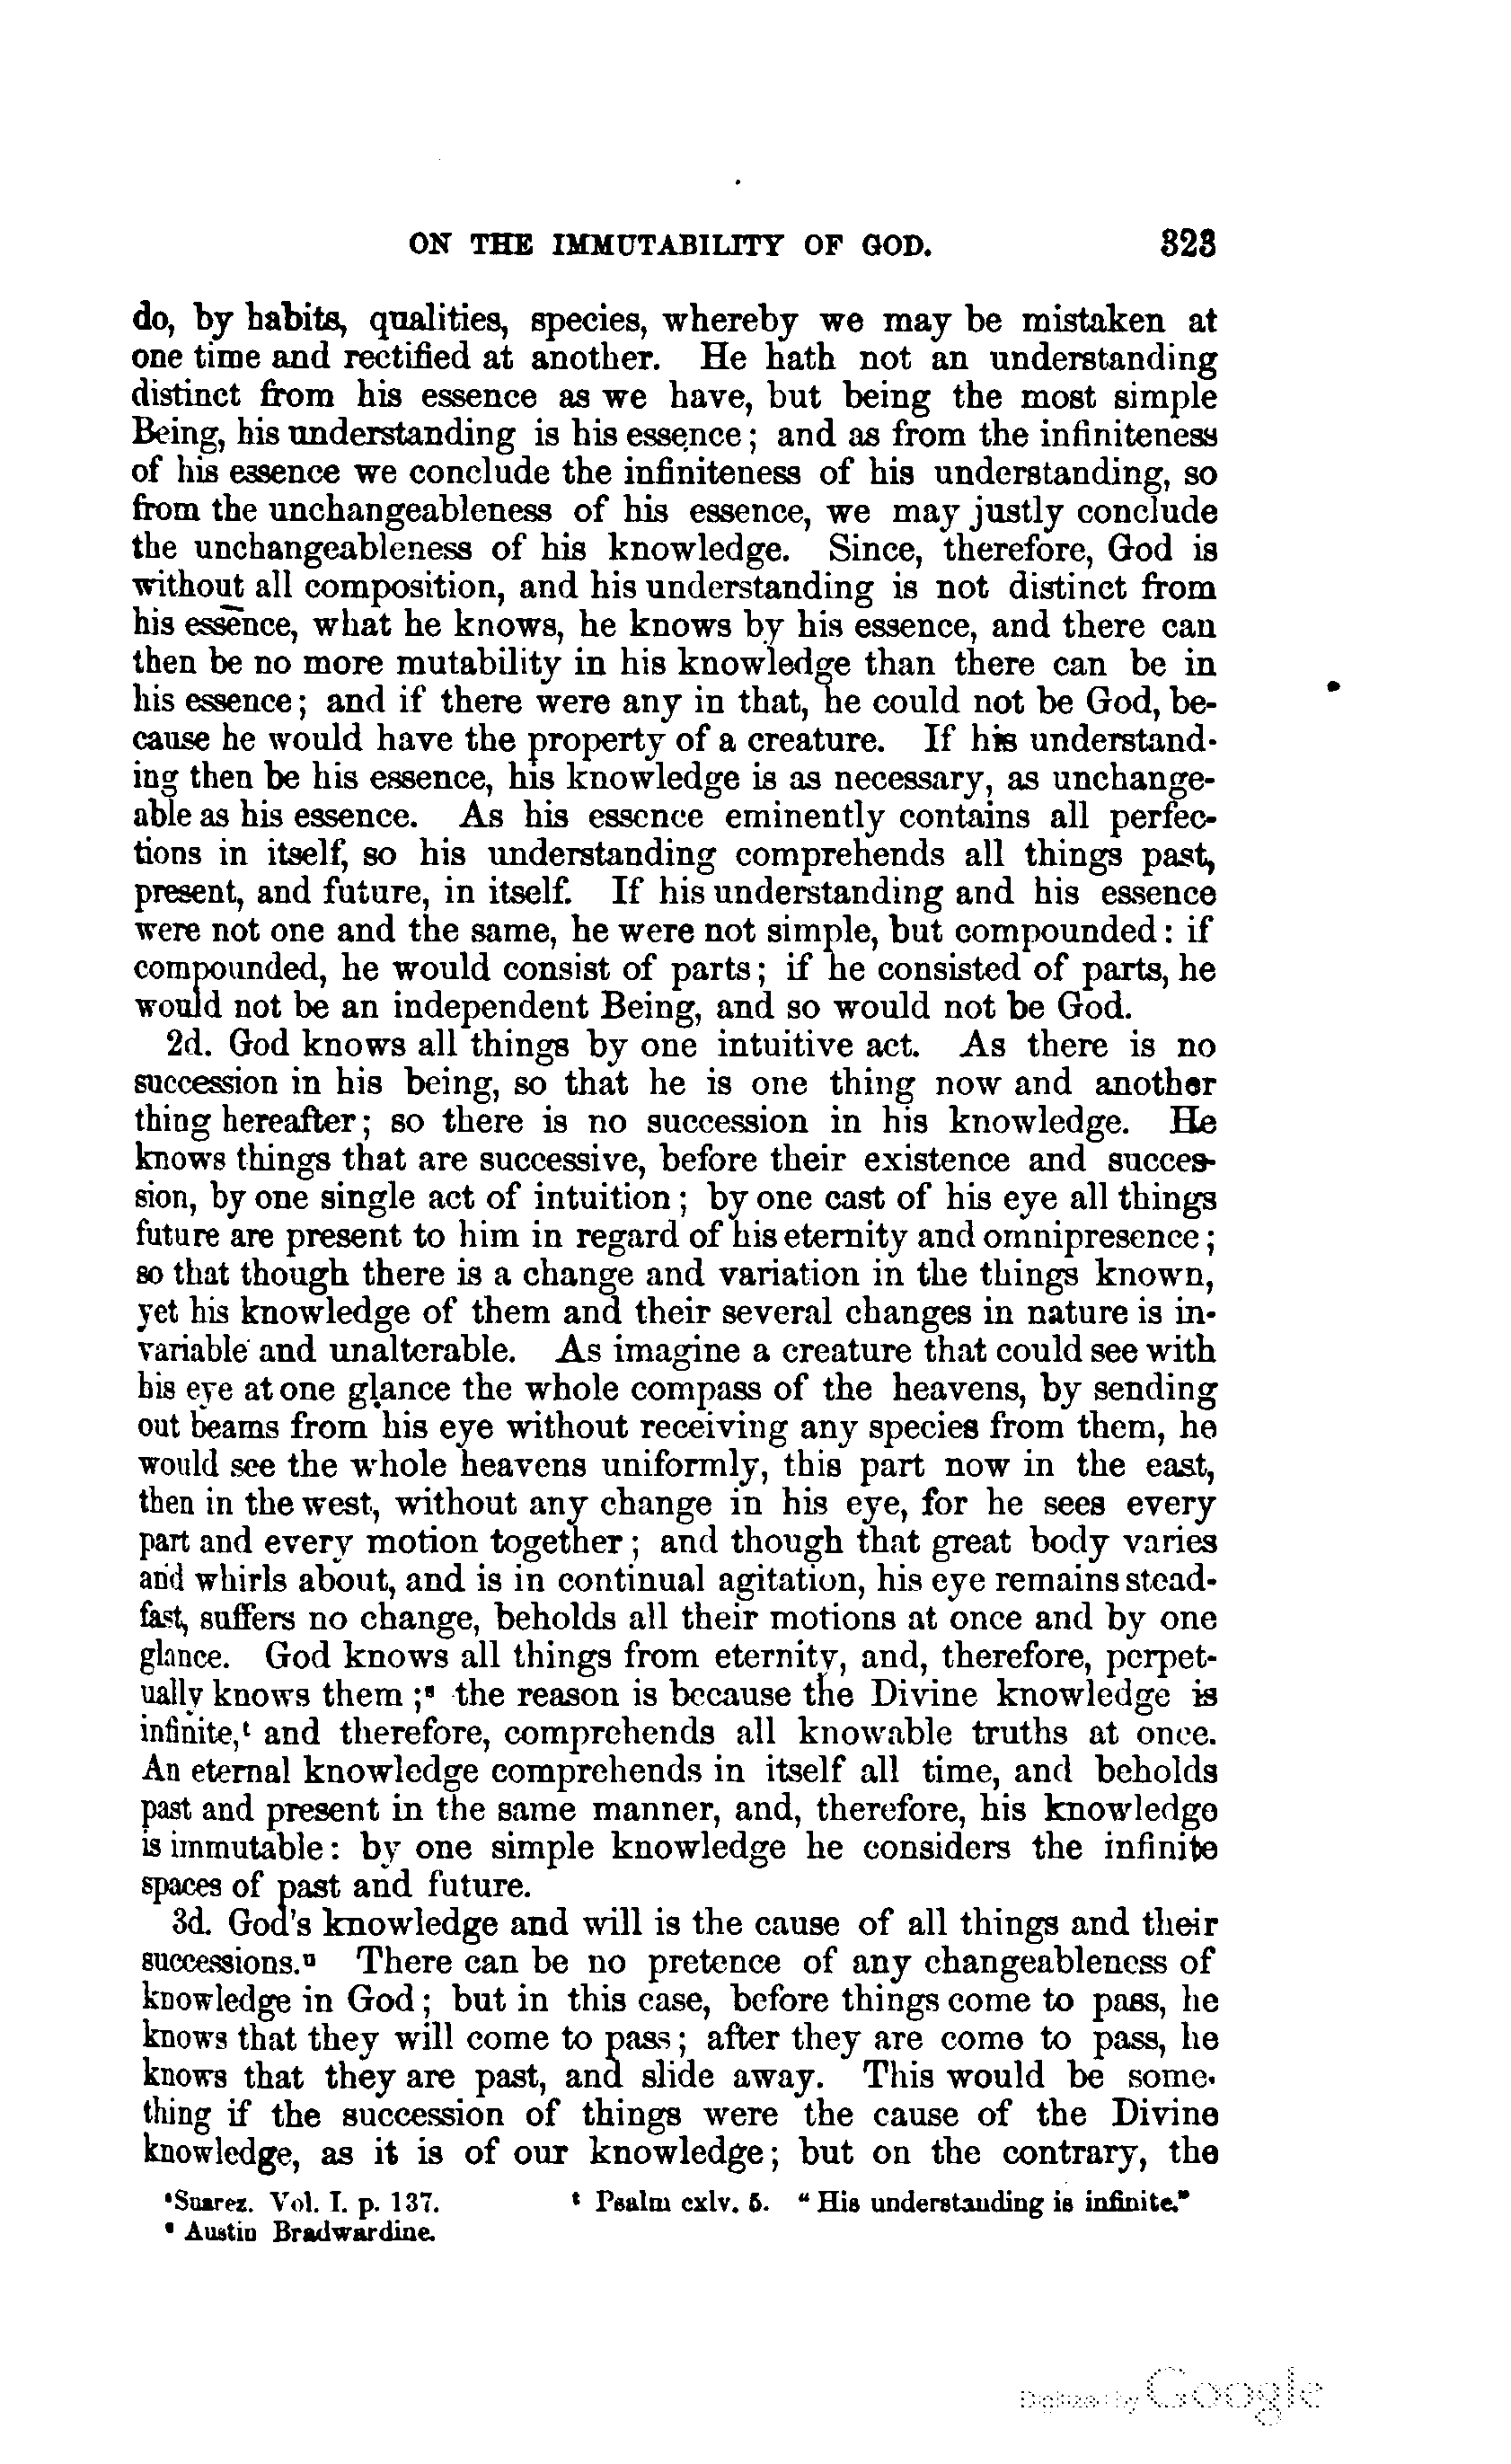 ON THE IMMUTABILITY OF GOD. 323
do, by habits, qualities, species, whereby we may be mistaken at
one time and rectified at another. He hath not an understanding
distinct from his essence as we have, but being the most simple
Being, his understanding is his essence; and as from the infiniteness
of his essence we conclude the infiniteness of his understanding, so
from the unchangeableness of his essence, we may justly conclude
the unchangeableness of his knowledge. Since, therefore, God is
without all composition, and his understanding is not distinct from
his essence, what he knows, he knows by his essence, and there can
then be no more mutability in his knowledge than there can be in
his essence; and if there were any in that, he could not be God, be-
cause he would have the property of a creature. If his understand-
ing then be his essence, his knowledge is as necessary, as unchange-
able as his essence. As his essence eminently contains all perfec-
tions in itself, so his understanding comprehends all things past,
present, and future, in itself. If his understanding and his essence
were not one and the same, he were not simple, but compounded: if
compounded, he would consist of parts; if he consisted of parts, he
would not be an independent Being, and so would not be God.
2d. God knows all things by one intuitive act. As there is no
succession in his being, so that he is one thing now and another
thing hereafter; so there is no succession in his knowledge. He
knows things that are successive, before their existence and succes-
sion, by one single act of intuition; by one cast of his eye all things
future are present to him in regard of his eternity and omnipresence;
so that though there is a change and variation in the things known,
yet his knowledge of them and their several changes in nature is in-
variable and unalterable. As imagine a creature that could see with
his eye at one glance the whole compass of the heavens, by sending
out beams from his eye without receiving any species from them, he
would see the whole heavens uniformly, this part now in the east,
then in the west, without any change in his eye, for he sees every
part and every motion together; and though that great body varies
and whirls about, and is in continual agitation, his eye remains stead-
fast, suffers no change, beholds all their motions at once and by one
glance. God knows all things from eternity, and, therefore, perpet-
ually knows them;s the reason is because the Divine knowledge is
infinite,t and therefore, comprehends all knowable truths at once.
An eternal knowledge comprehends in itself all time, and beholds
past and present in the same manner, and, therefore, his knowledge
is immutable: by one simple knowledge he considers the infinite
spaces of past and future.
3d. God's knowledge and will is the cause of all things and their
successions.u There can be no pretence of any changeableness of
knowledge in God; but in this case, before things come to pass, he
knows that they will come to pass; after they are come to pass, he
knows that they are past, and slide away. This would be some-
thing if the succession of things were the cause of the Divine
knowledge, as it is of our knowledge; but on the contrary, the
s Suarez. Vol. I. p. 137. t Psalm cxlv. 5. "His understanding is infinite."
u Austin Bradwardine.
Digitized by Google